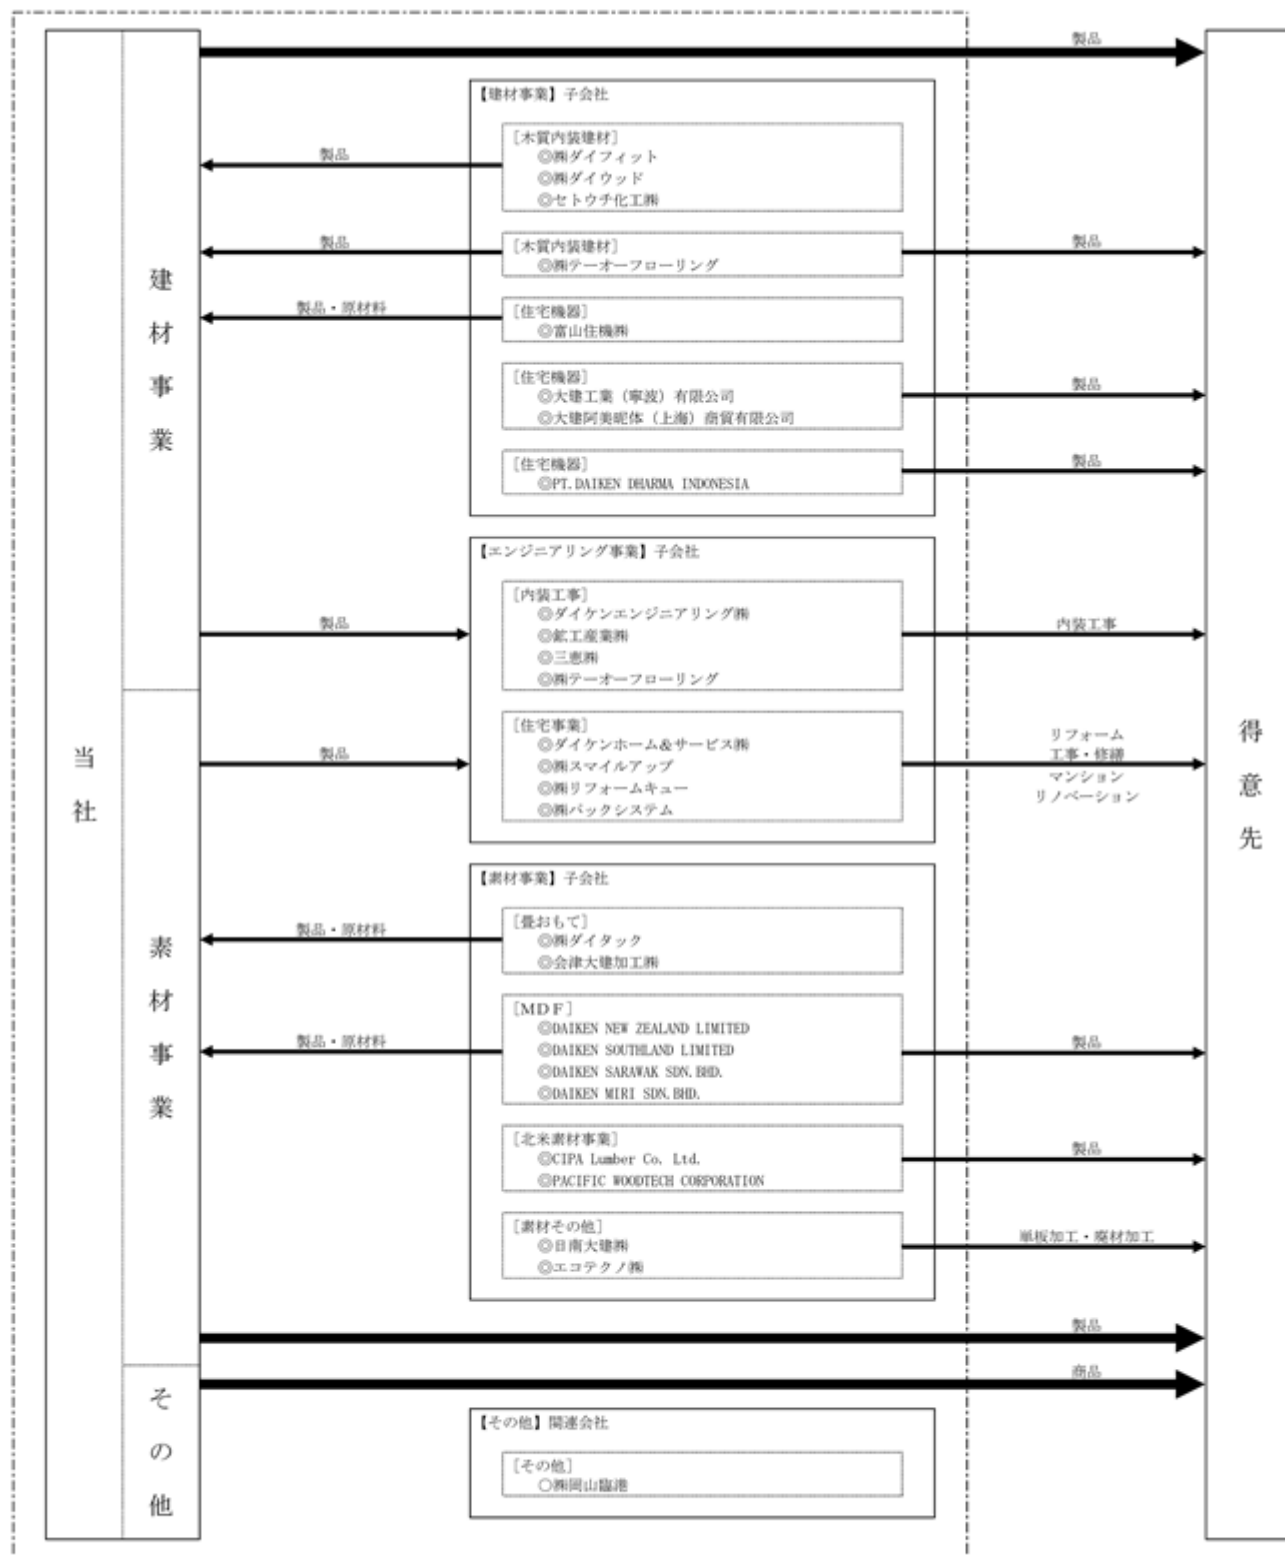 製品
【建材事業】子会社
［木質内装建材］
◎㈱ダイフィット
◎㈱ダイウッド
◎セトウチ化工㈱
製品
［木質内装建材］
◎㈱テーオーフローリング
製品
製品
［住宅機器］
◎富山住機㈱
製品・原材料
［住宅機器］
◎大建工業（寧波）有限公司
◎大建阿美昵体（上海）商貿有限公司
製品
［住宅機器］
◎PT.DAIKEN DHARMA INDONESIA
製品
建材事業
【エンジニアリング事業】子会社
［内装工事］
◎ダイケンエンジニアリング㈱
◎鉱工産業㈱
◎三恵㈱
◎㈱テーオーフローリング
製品
内装工事
［住宅事業］
◎ダイケンホーム&サービス㈱
◎㈱スマイルアップ
◎㈱リフォームキュー
◎㈱パックシステム
製品
リフォーム
工事・修繕
マンション
リノベーション
当社
得意先
【素材事業】子会社
［畳おもて］
◎㈱ダイタック
◎会津大建加工㈱
製品・原材料
［ＭＤＦ］
◎DAIKEN NEW ZEALAND LIMITED
◎DAIKEN SOUTHLAND LIMITED
◎DAIKEN SARAWAK SDN.BHD.
◎DAIKEN MIRI SDN.BHD.
製品・原材料
製品
素材事業
［北米素材事業］
◎CIPA Lumber Co. Ltd.
◎PACIFIC WOODTECH CORPORATION
製品
［素材その他］
◎日南大建㈱
◎エコテクノ㈱
単板加工・廃材加工
製品
商品
その他
【その他】関連会社
［その他］
○㈱岡山臨港